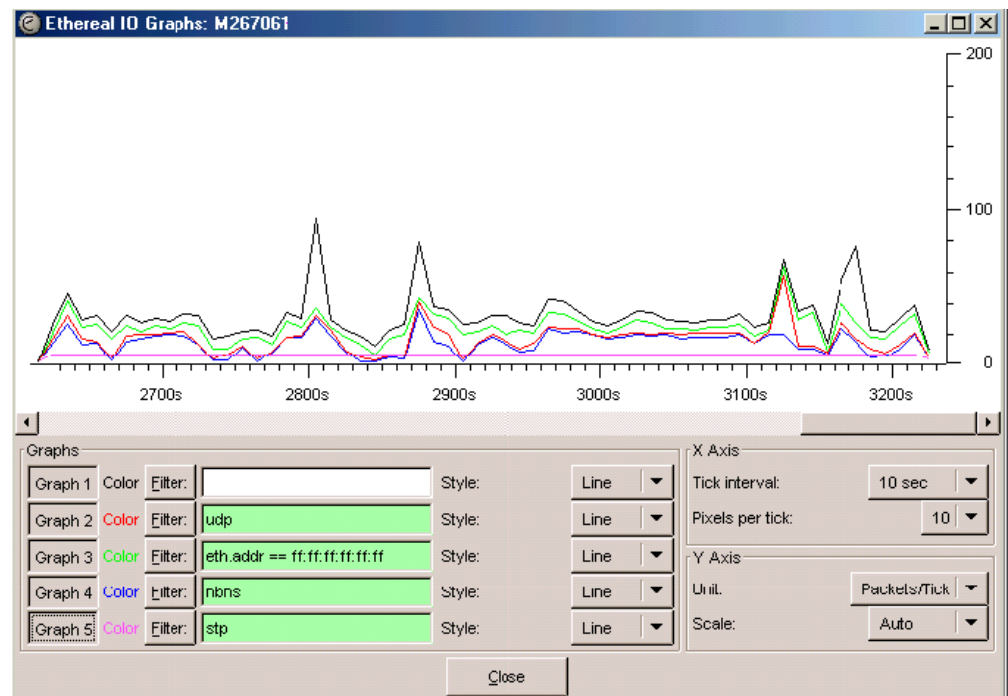 Ethereal IO Graphs: M267061
200
100
0
2700s 2800s 2900s 3000s 3100s 3200s
Graphs
Graph 1 Color Filter: Style: Line
Graph 2 Color Filter: udp Style: Line
Graph 3 Color Filter: eth.addr == ff:ff:ff:ff:ff:ff Style: Line
Graph 4 Color Filter: nbns Style: Line
Graph 5 Color Filter: stp Style: Line
X Axis
Tick interval: 10 sec
Pixels per tick: 10
Y Axis
Unit: Packets/Tick
Scale: Auto
Close